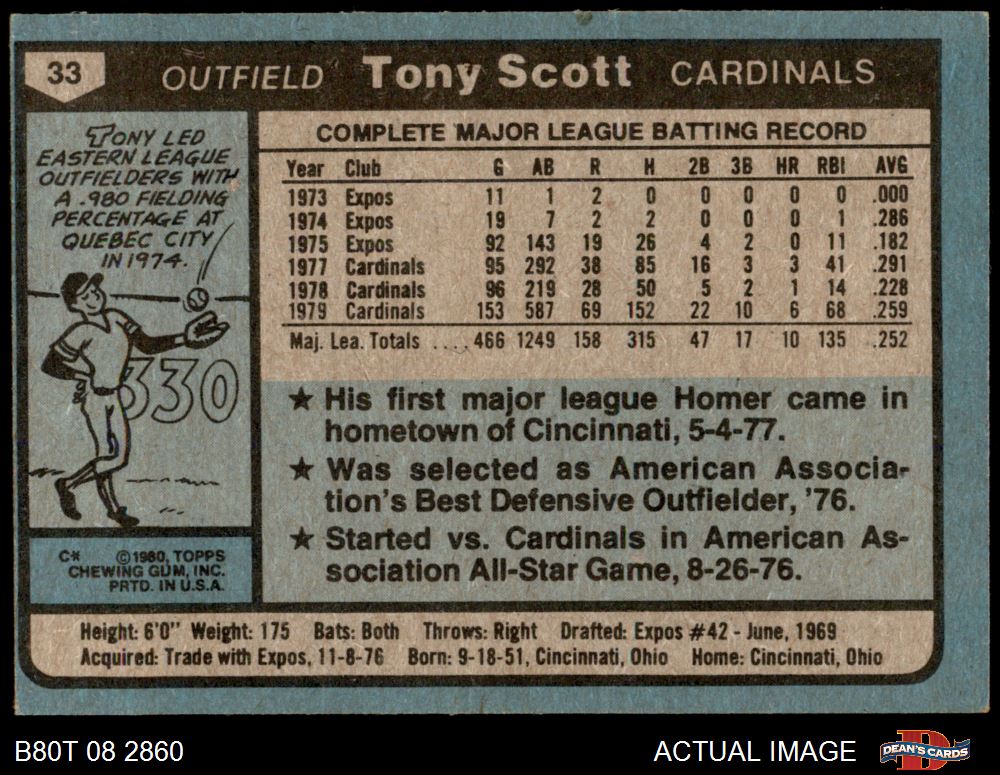 33 OUTFIELD Tony Scott CARDINALS
TONY LED
EASTERN LEAGUE
OUTFIELDERS WITH
A .980 FIELDING
PERCENTAGE AT
QUEBEC CITY
IN 1974.
330
C* ©1980, TOPPS
CHEWING GUM, INC.
PRTD. IN U.S.A.
COMPLETE MAJOR LEAGUE BATTING RECORD
Year Club G AB R H 2B 3B HR RBI AVG
1973 Expos 11 1 2 0 0 0 0 0 .000
1974 Expos 19 7 2 2 0 0 0 1 .286
1975 Expos 92 143 19 26 4 2 0 11 .182
1977 Cardinals 95 292 38 85 16 3 3 41 .291
1978 Cardinals 96 219 28 50 5 2 1 14 .228
1979 Cardinals 153 587 69 152 22 10 6 68 .259
Maj. Lea. Totals .... 466 1249 158 315 47 17 10 135 .252
★ His first major league Homer came in
hometown of Cincinnati, 5-4-77.
★ Was selected as American Associa-
tion's Best Defensive Outfielder, '76.
★ Started vs. Cardinals in American As-
sociation All-Star Game, 8-26-76.
Height: 6'0" Weight: 175 Bats: Both Throws: Right Drafted: Expos #42 - June, 1969
Acquired: Trade with Expos, 11-8-76 Born: 9-18-51, Cincinnati, Ohio Home: Cincinnati, Ohio
B80T 08 2860 ACTUAL IMAGE DEAN'S CARDS